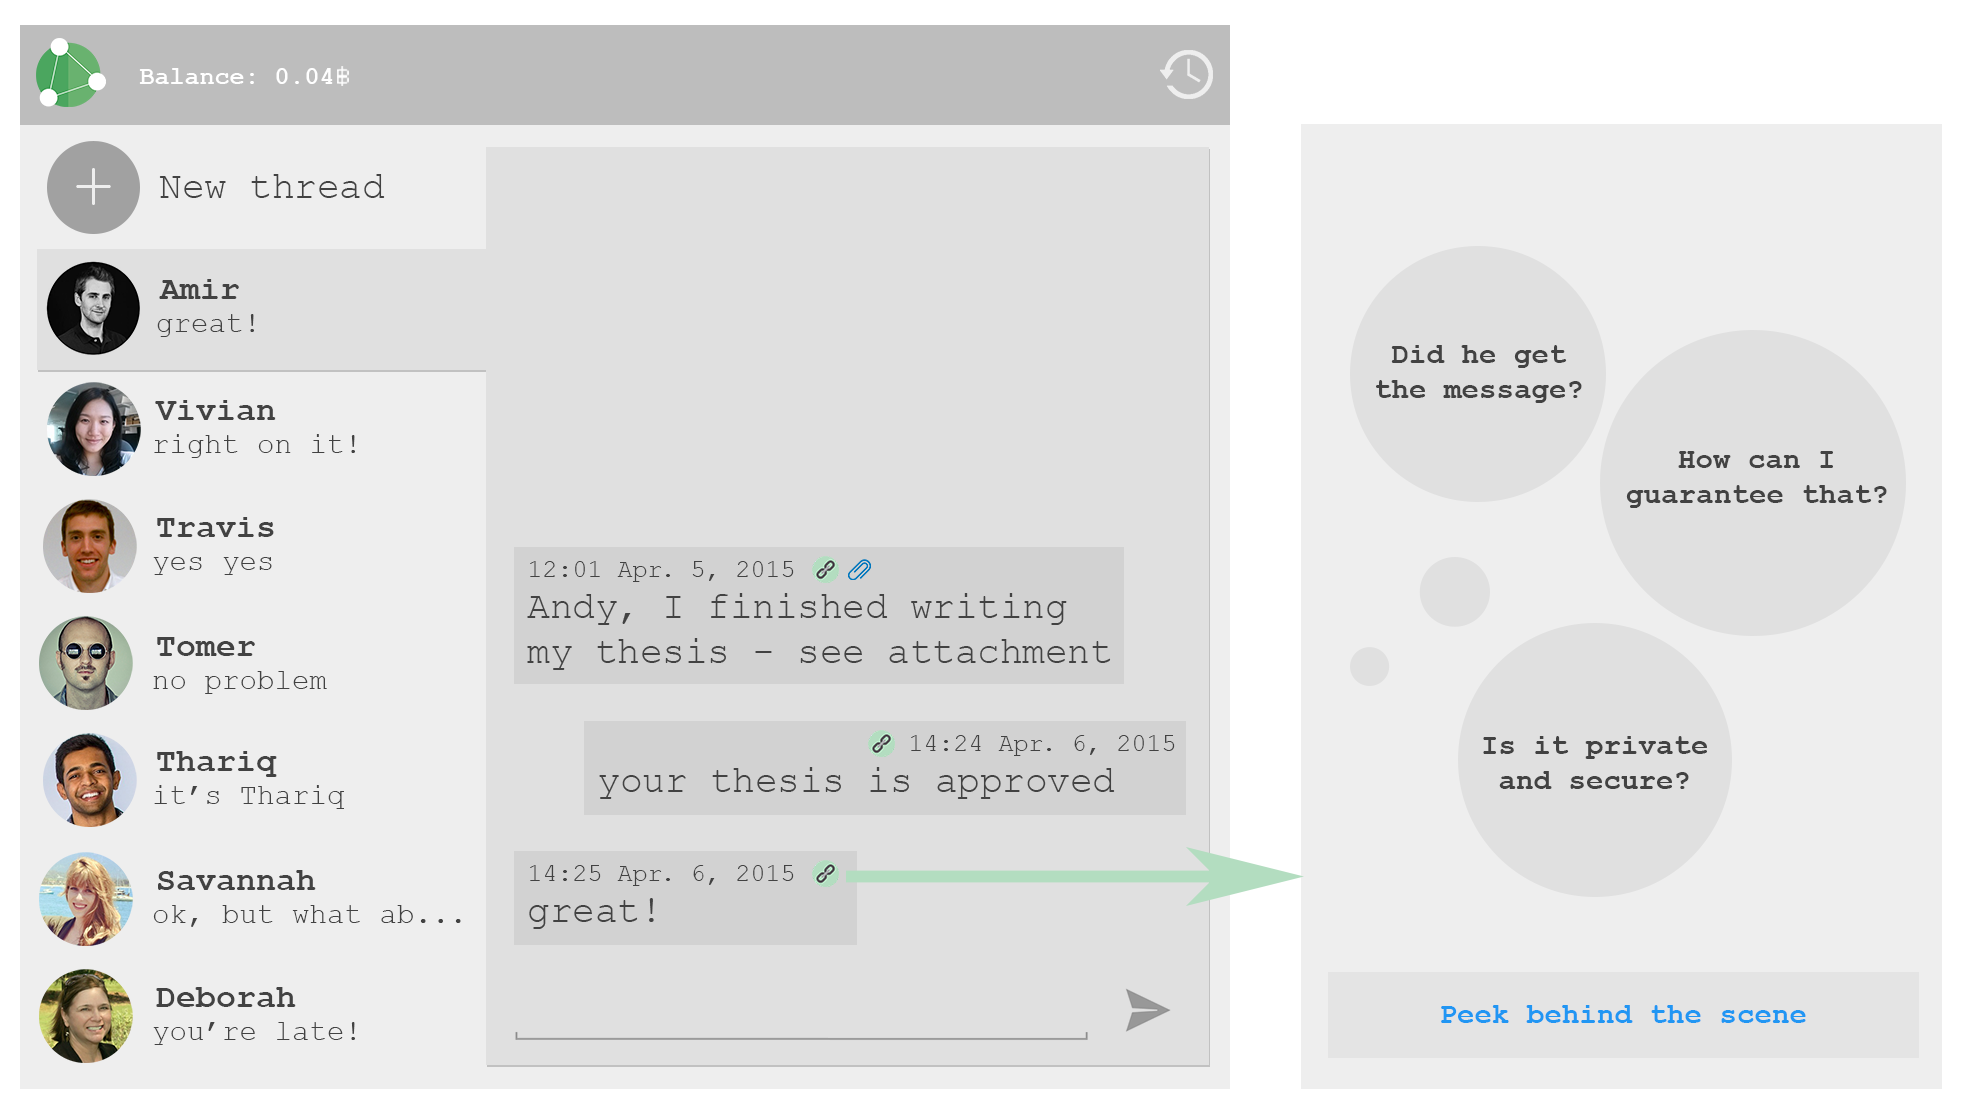 Balance: 0.04฿
New thread
Amir
great!
Vivian
right on it!
Travis
yes yes
Tomer
no problem
Thariq
it’s Thariq
Savannah
ok, but what ab...
Deborah
you’re late!
12:01 Apr. 5, 2015
Andy, I finished writing
my thesis – see attachment
14:24 Apr. 6, 2015
your thesis is approved
14:25 Apr. 6, 2015
great!
Did he get
the message?
How can I
guarantee that?
Is it private
and secure?
Peek behind the scene